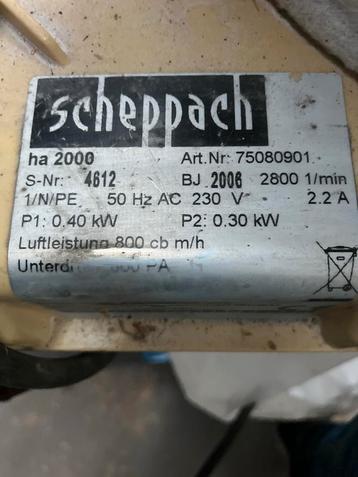 scheppach
ha 2000 Art.Nr: 75080901
S-Nr: 4612 BJ 2006 2800 1/min
1/N/PE 50 Hz AC 230 V 2.2 A
P1: 0.40 kW P2: 0.30 kW
Luftleistung 800 cb m/h
PA